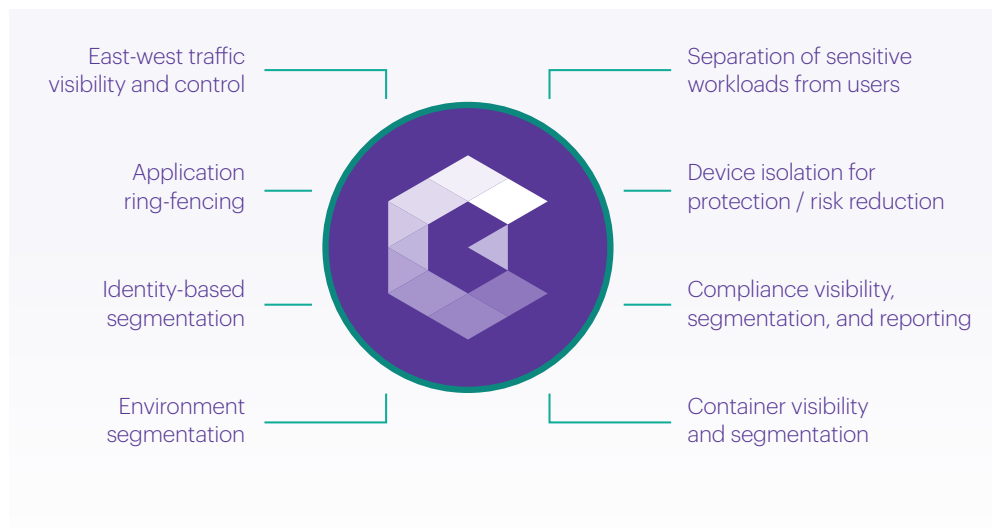 East-west traffic
visibility and control
Application
ring-fencing
Identity-based
segmentation
Environment
segmentation
Separation of sensitive
workloads from users
Device isolation for
protection / risk reduction
Compliance visibility,
segmentation, and reporting
Container visibility
and segmentation